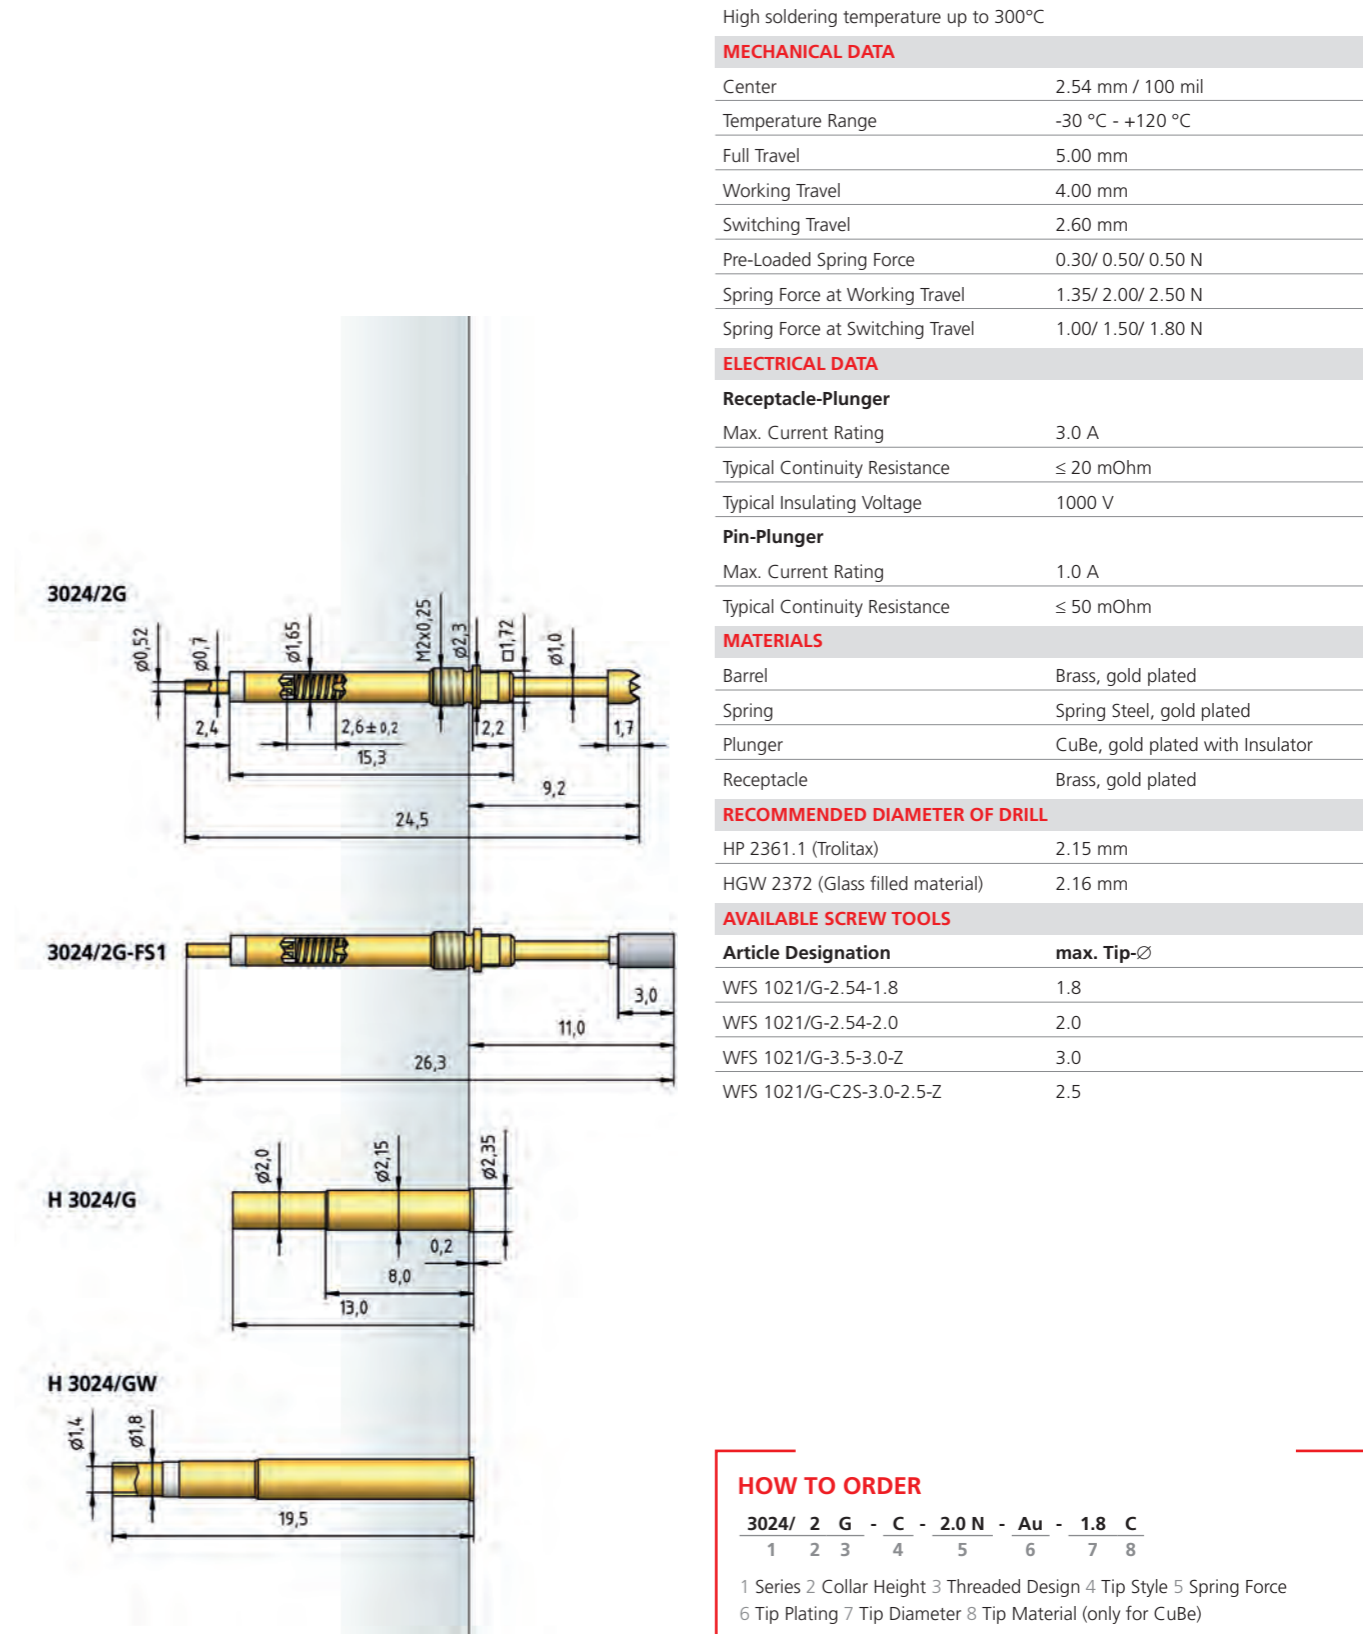 High soldering temperature up to 300°C
MECHANICAL DATA
Center 2.54 mm / 100 mil
Temperature Range -30 °C - +120 °C
Full Travel 5.00 mm
Working Travel 4.00 mm
Switching Travel 2.60 mm
Pre-Loaded Spring Force 0.30/ 0.50/ 0.50 N
Spring Force at Working Travel 1.35/ 2.00/ 2.50 N
Spring Force at Switching Travel 1.00/ 1.50/ 1.80 N
ELECTRICAL DATA
Receptacle-Plunger
Max. Current Rating 3.0 A
Typical Continuity Resistance ≤ 20 mOhm
Typical Insulating Voltage 1000 V
Pin-Plunger
Max. Current Rating 1.0 A
Typical Continuity Resistance ≤ 50 mOhm
MATERIALS
Barrel Brass, gold plated
Spring Spring Steel, gold plated
Plunger CuBe, gold plated with Insulator
Receptacle Brass, gold plated
RECOMMENDED DIAMETER OF DRILL
HP 2361.1 (Trolitax) 2.15 mm
HGW 2372 (Glass filled material) 2.16 mm
AVAILABLE SCREW TOOLS
Article Designation max. Tip-∅
WFS 1021/G-2.54-1.8 1.8
WFS 1021/G-2.54-2.0 2.0
WFS 1021/G-3.5-3.0-Z 3.0
WFS 1021/G-C2S-3.0-2.5-Z 2.5
3024/2G
ø0,52 ø0,7 ø1,65 M2x0,25 ø2,3 □1,72 ø1,0
2,4 2,6±0,2 2,2 1,7
15,3
9,2
24,5
3024/2G-FS1
3,0
11,0
26,3
H 3024/G
ø2,0 ø2,15 ø2,35
0,2
8,0
13,0
H 3024/GW
ø1,4 ø1,8
19,5
HOW TO ORDER
3024/ 2 G - C - 2.0 N - Au - 1.8 C
1 2 3 4 5 6 7 8
1 Series 2 Collar Height 3 Threaded Design 4 Tip Style 5 Spring Force
6 Tip Plating 7 Tip Diameter 8 Tip Material (only for CuBe)